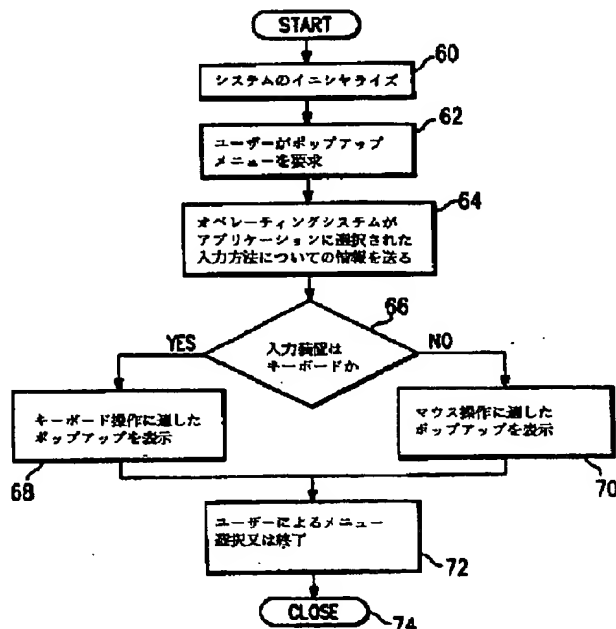 START
60
システムのイニシャライズ
62
ユーザーがポップアップ
メニューを要求
64
オペレーティングシステムが
アプリケーションに選択された
入力方法についての情報を送る
66
YES
入力装置は
キーボードか
NO
キーボード操作に適した
ポップアップを表示
68
マウス操作に適した
ポップアップを表示
70
ユーザーによるメニュー
選択又は終了
72
CLOSE
74